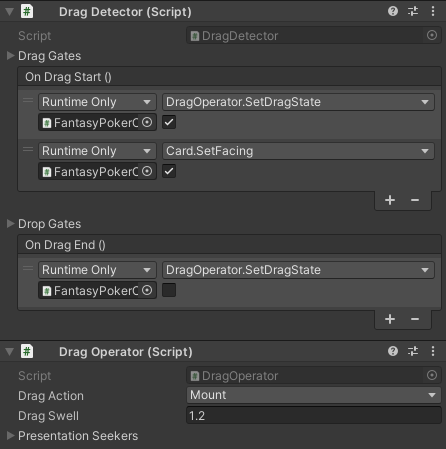 Drag Detector (Script)
Script DragDetector
Drag Gates
On Drag Start ()
Runtime Only DragOperator.SetDragState
FantasyPokerC
Runtime Only Card.SetFacing
FantasyPokerC
+ −
Drop Gates
On Drag End ()
Runtime Only DragOperator.SetDragState
FantasyPokerC
+ −
Drag Operator (Script)
Script DragOperator
Drag Action Mount
Drag Swell 1.2
Presentation Seekers